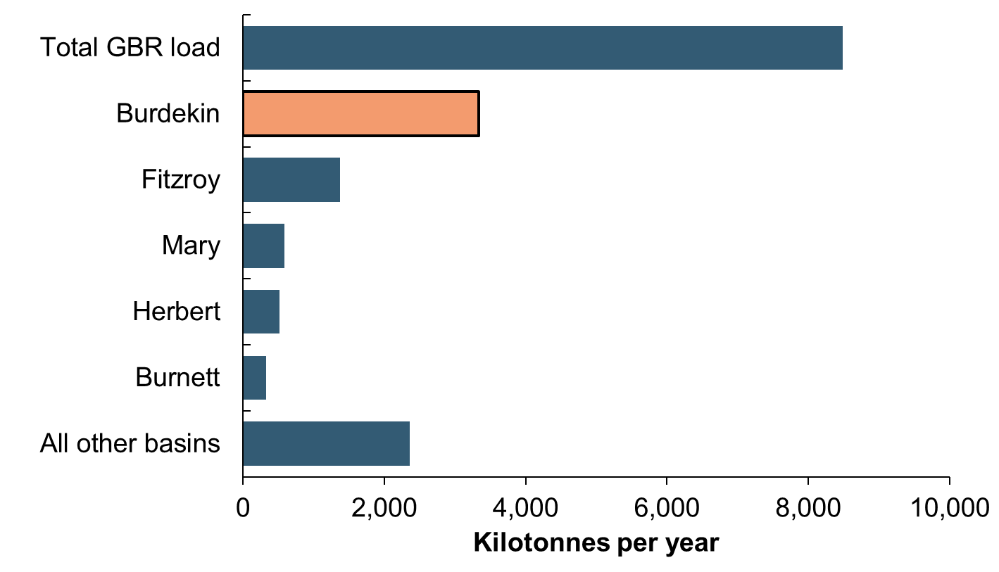 Total GBR load
Burdekin
Fitzroy
Mary
Herbert
Burnett
All other basins
0 2,000 4,000 6,000 8,000 10,000
Kilotonnes per year